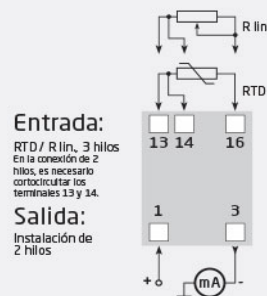 R lin
RTD
Entrada:
RTD / R lin., 3 hilos
En la conexión de 2
hilos, es necesario
cortocircuitar los
terminales 13 y 14.
13 14 16
Salida:
Instalación de
2 hilos
1 3
+ mA -